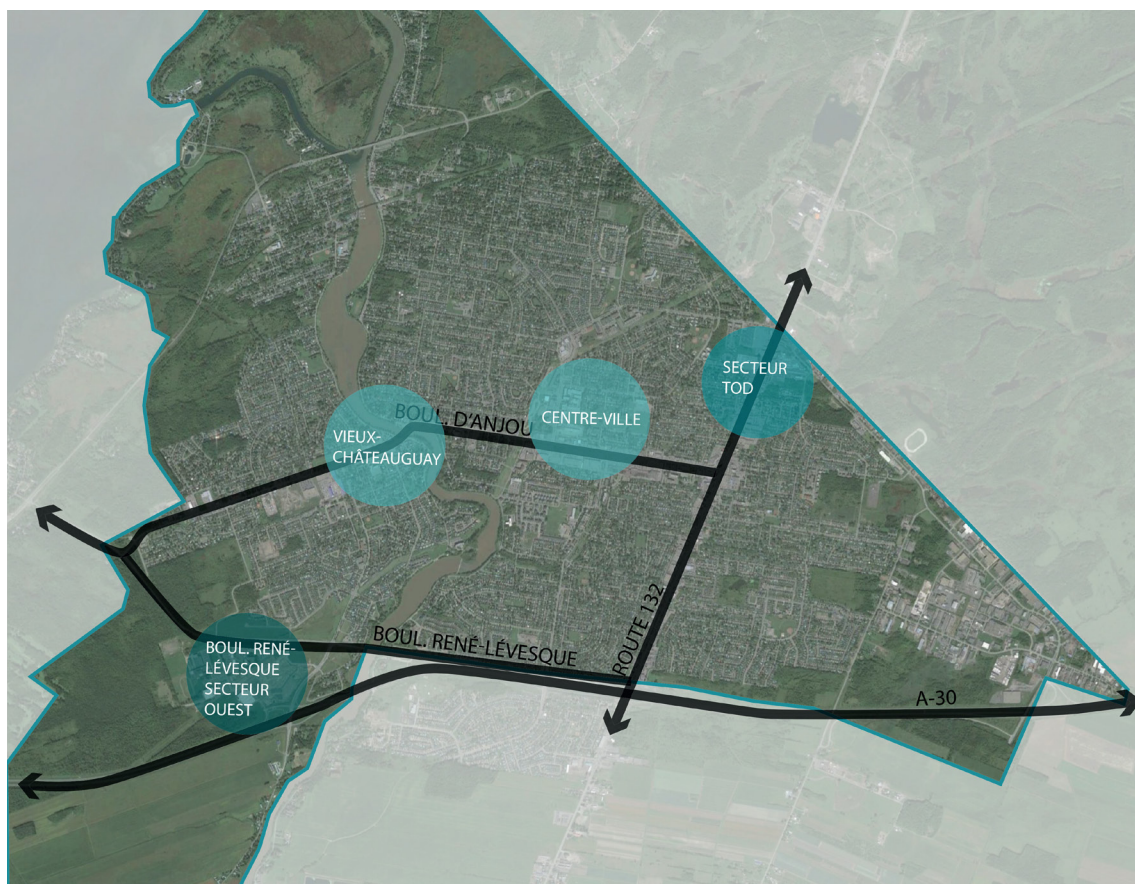 SECTEUR
TOD
BOUL. D'ANJOU
CENTRE-VILLE
VIEUX-
CHÂTEAUGUAY
ROUTE 132
BOUL. RENÉ-LÉVESQUE
BOUL. RENÉ-
LÉVESQUE
SECTEUR
OUEST
A-30